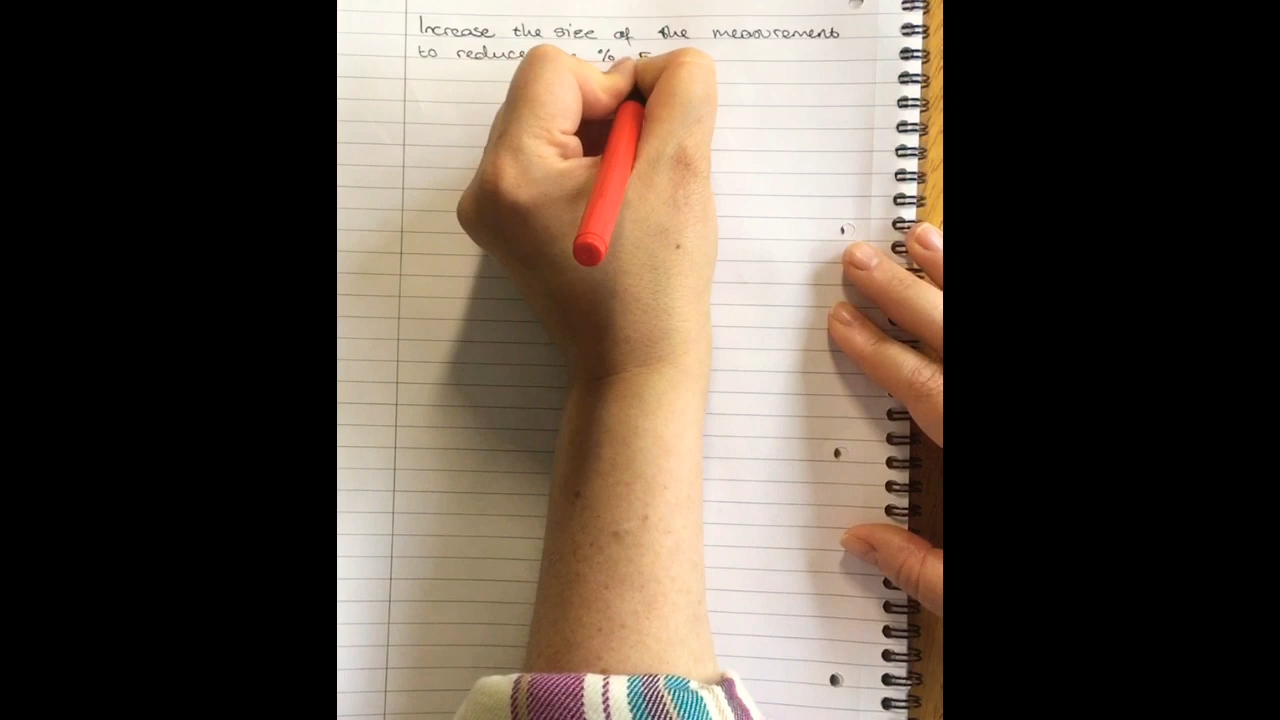 Increase the size of the measurement
to reduce %